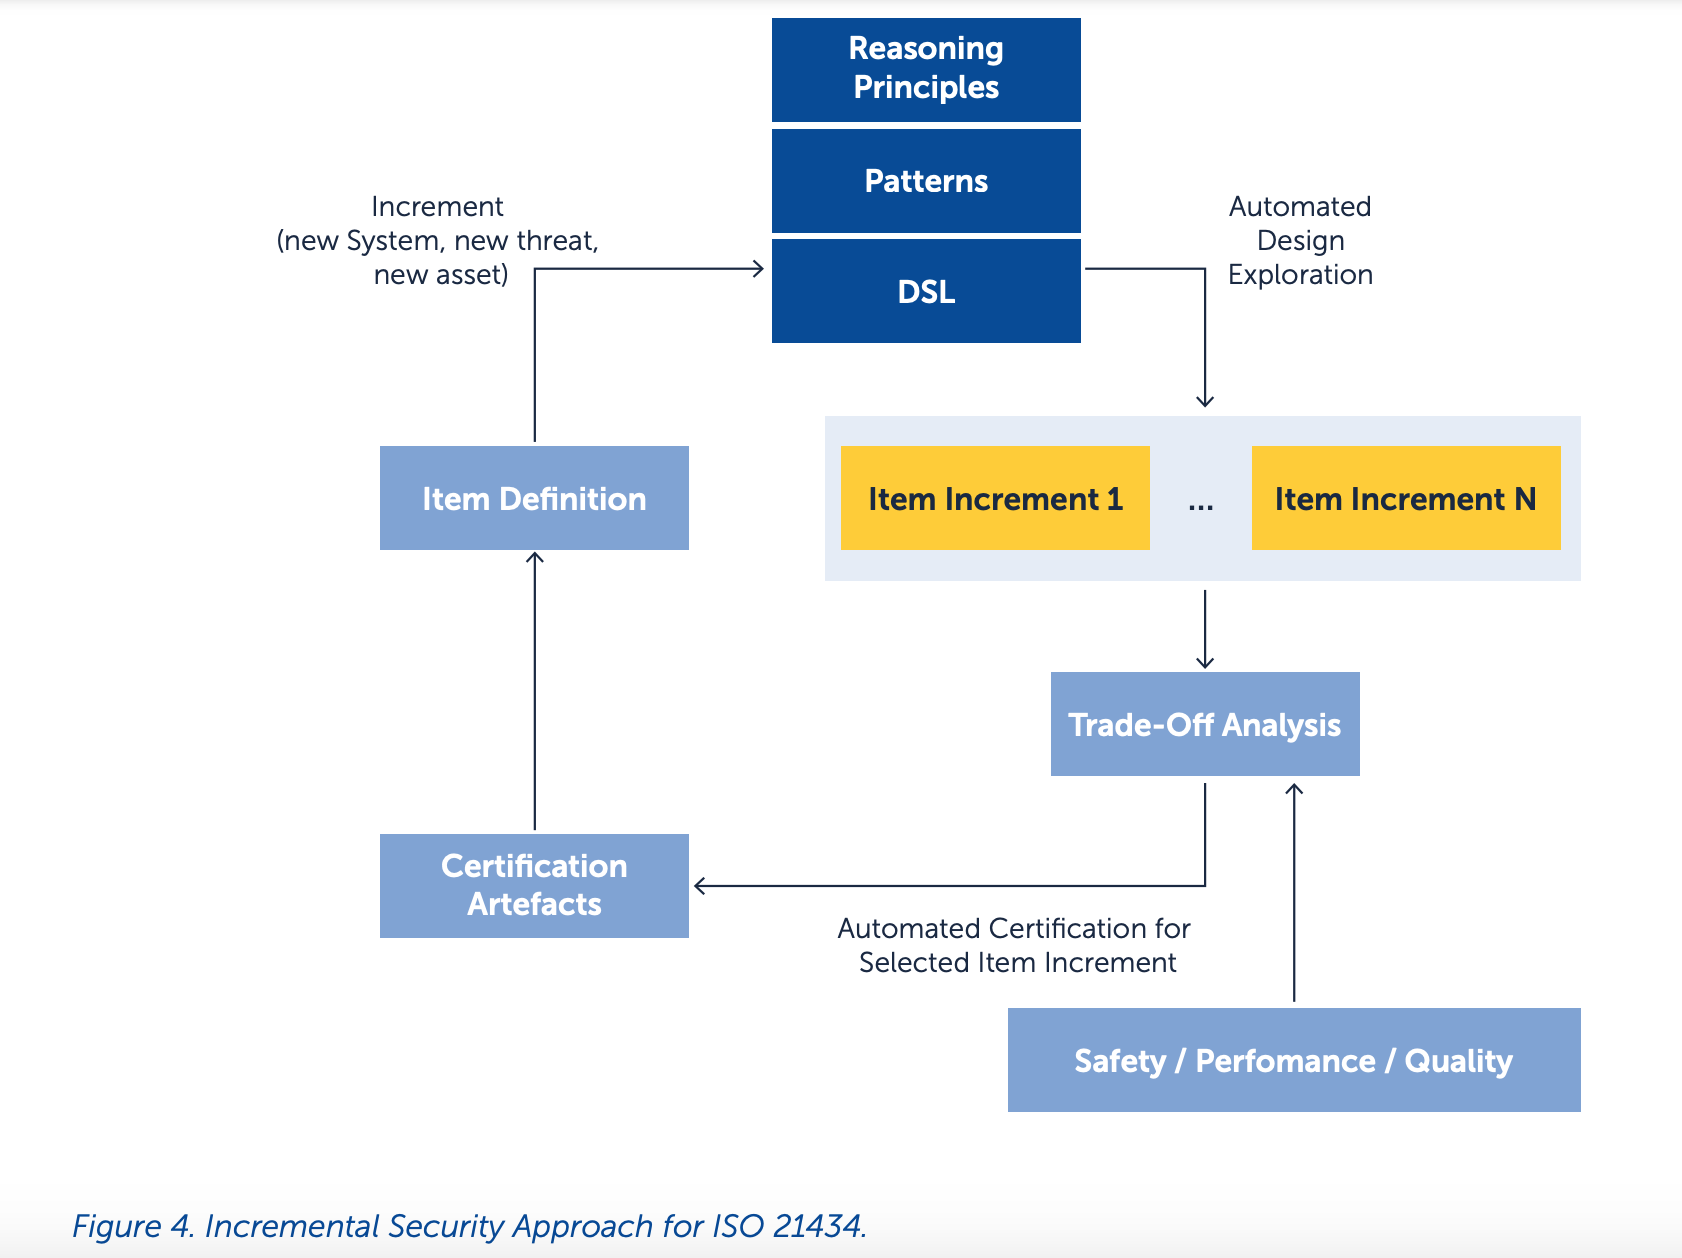 Reasoning
Principles
Patterns
DSL
Increment
(new System, new threat,
new asset)
Automated
Design
Exploration
Item Definition
Item Increment 1
...
Item Increment N
Trade-Off Analysis
Certification
Artefacts
Automated Certification for
Selected Item Increment
Safety / Perfomance / Quality
Figure 4. Incremental Security Approach for ISO 21434.